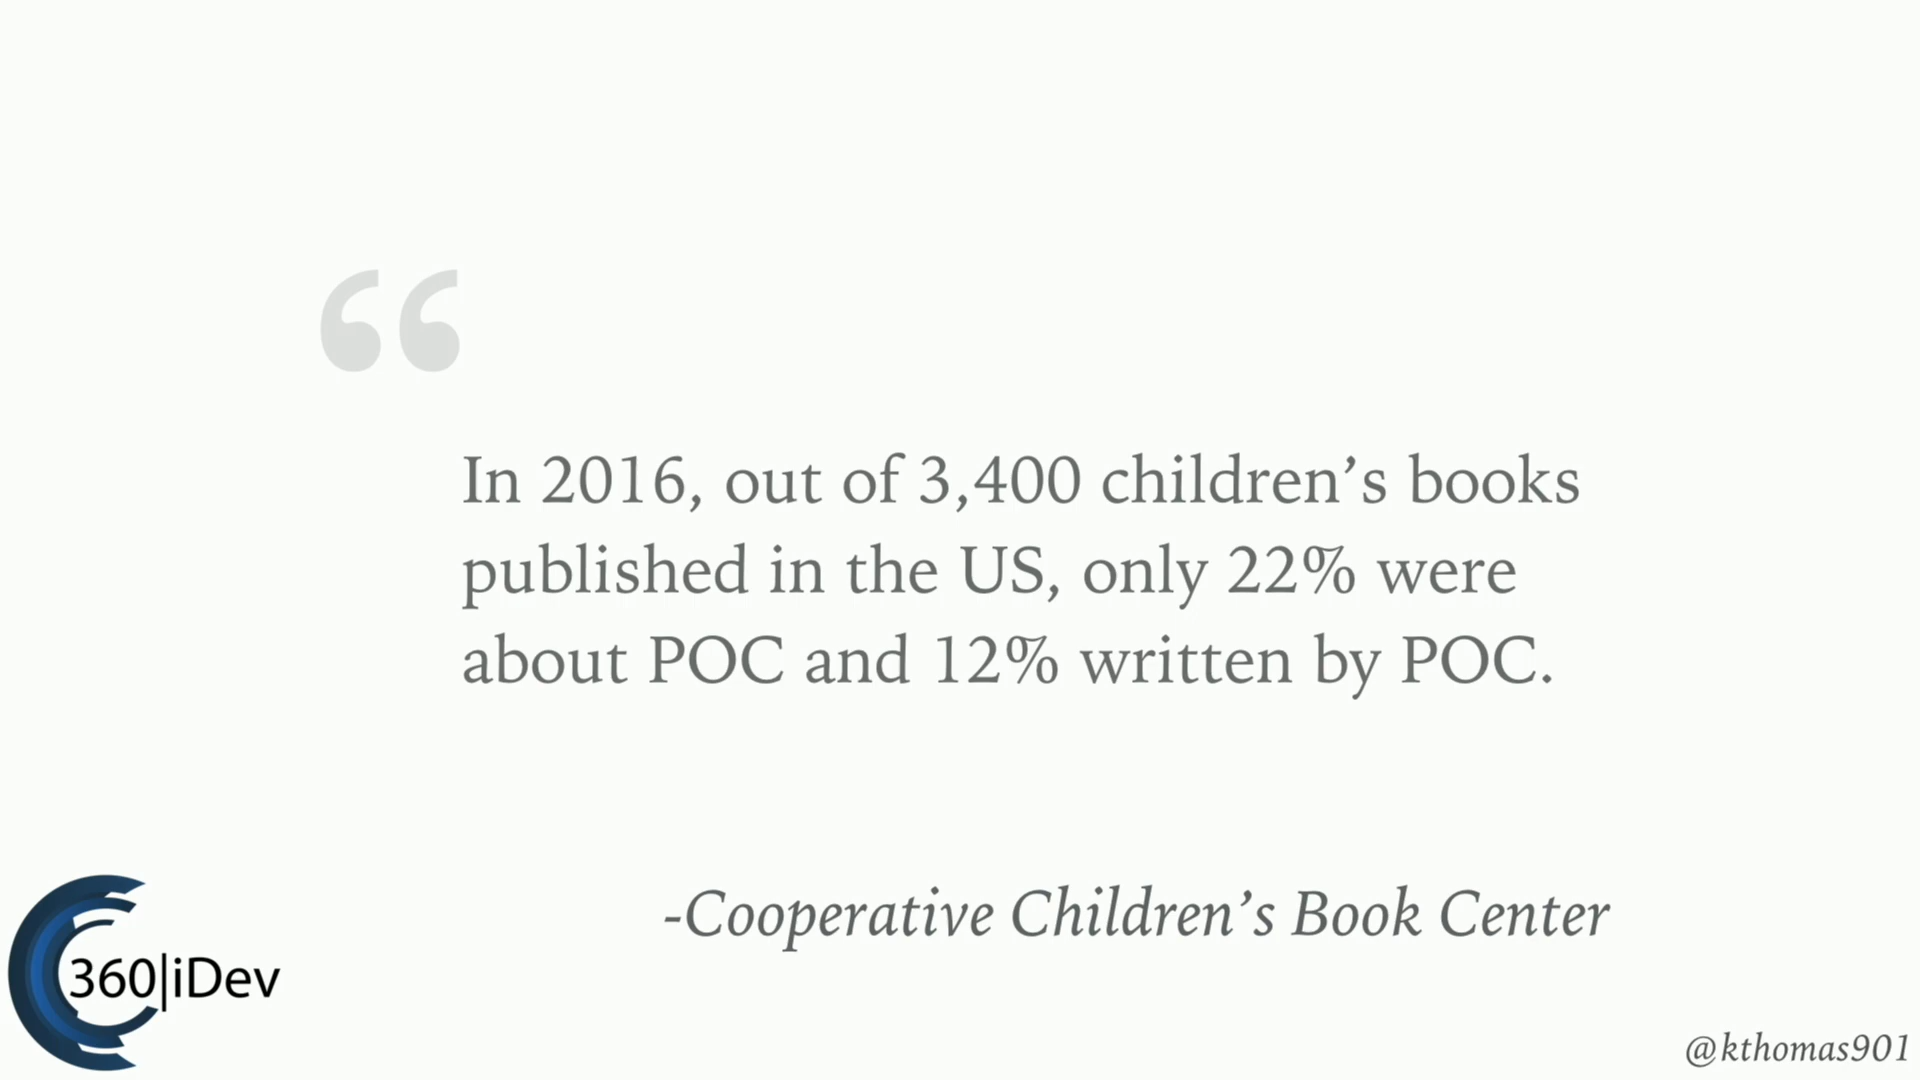 “
In 2016, out of 3,400 children’s books
published in the US, only 22% were
about POC and 12% written by POC.
-Cooperative Children’s Book Center
360|iDev
@kthomas901